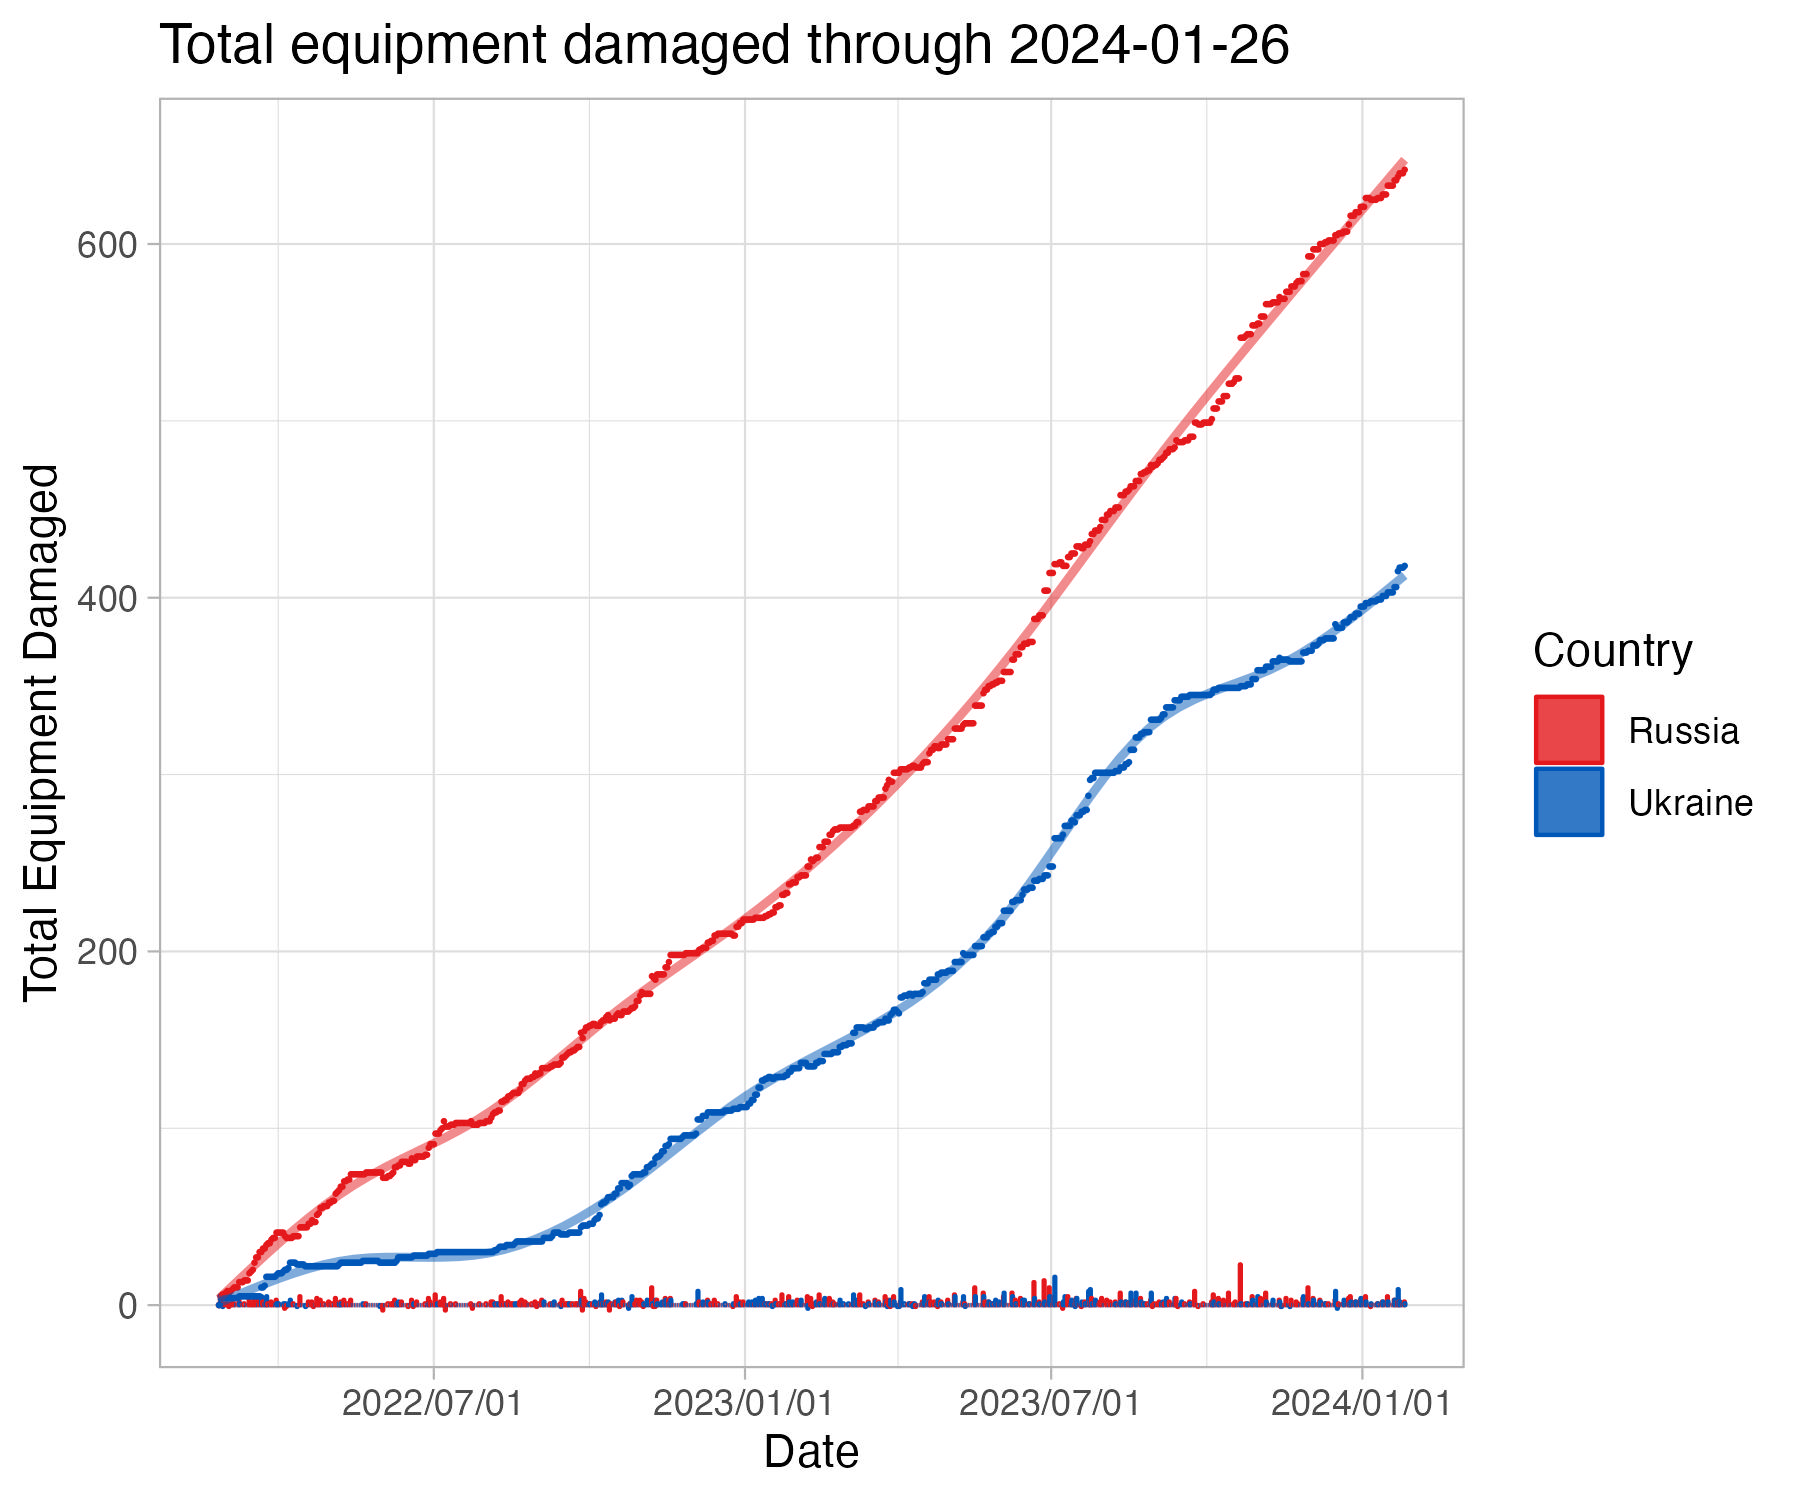 Total equipment damaged through 2024-01-26
Total Equipment Damaged
600
400
200
0
2022/07/01
2023/01/01
2023/07/01
2024/01/01
Date
Country
Russia
Ukraine